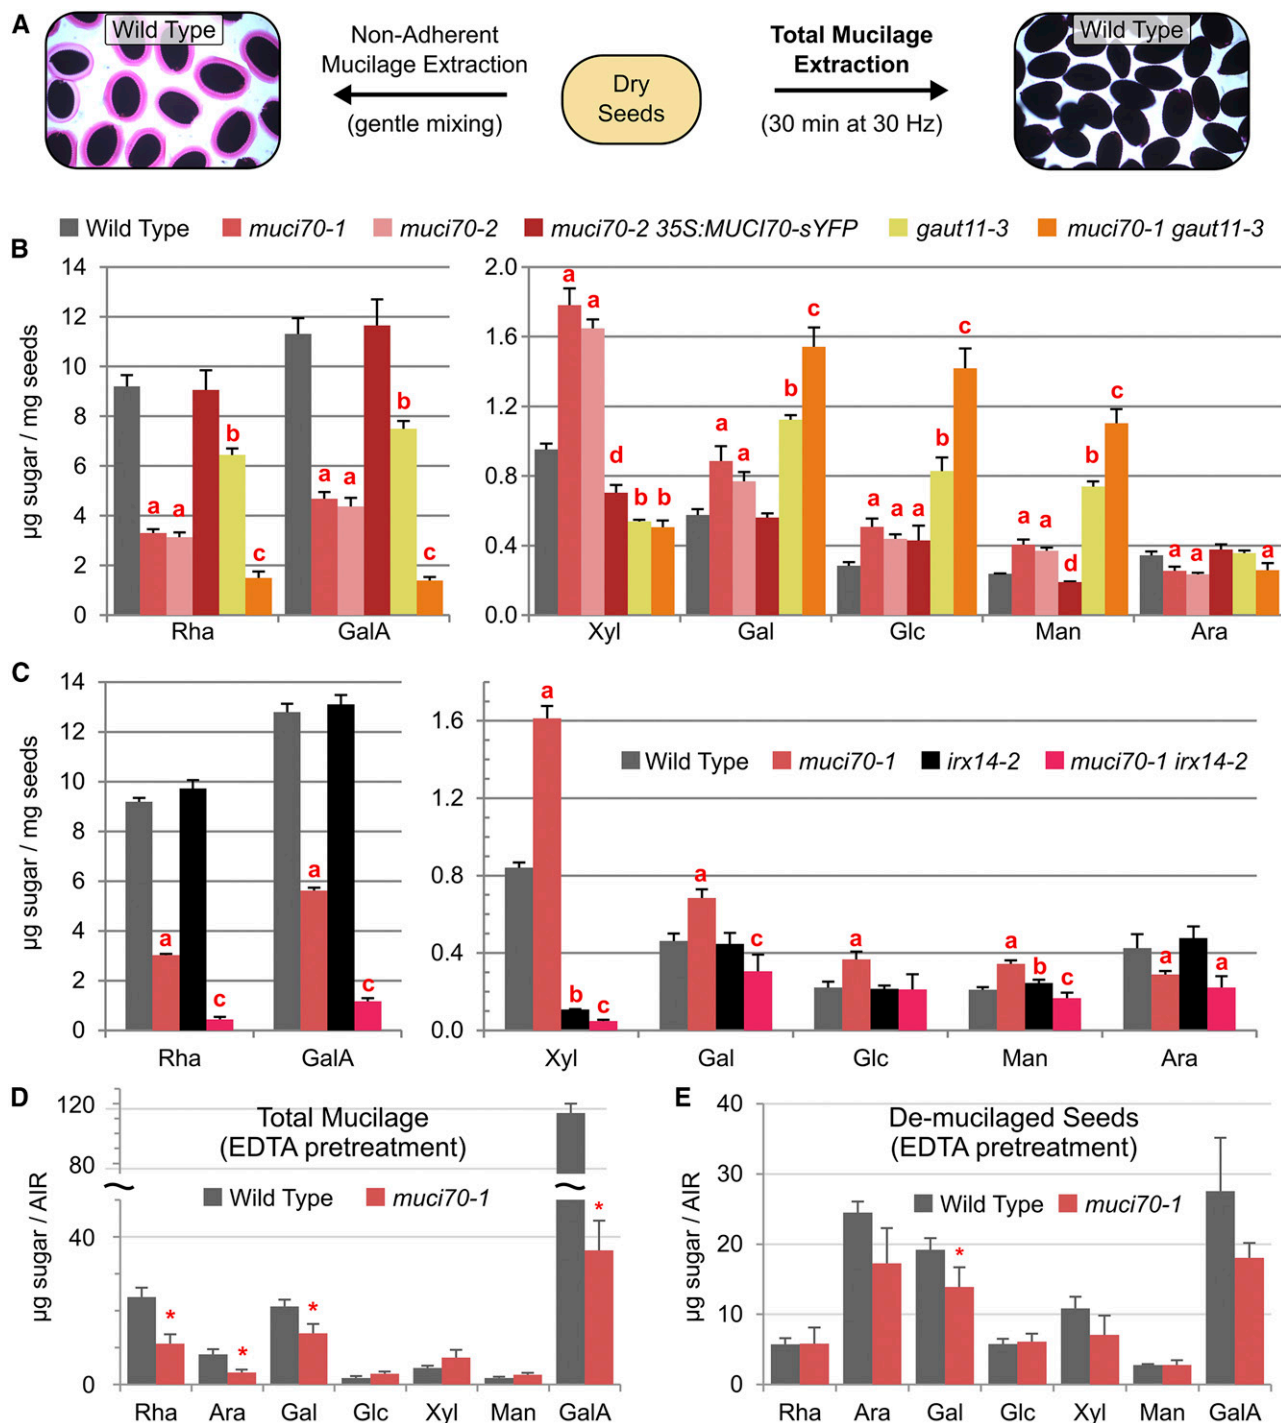 A
Wild Type
Non-Adherent
Mucilage Extraction
(gentle mixing)
Dry
Seeds
Total Mucilage
Extraction
(30 min at 30 Hz)
Wild Type
Wild Type muci70-1 muci70-2 muci70-2 35S:MUCI70-sYFP gaut11-3 muci70-1 gaut11-3
B
µg sugar / mg seeds
14
12
10
8
6
4
2
0
a a b c
a a b c
Rha GalA
2.0
1.6
1.2
0.8
0.4
0.0
a a d b b
a a b c
a a a b c
a a d b c
a a a
Xyl Gal Glc Man Ara
C
µg sugar / mg seeds
14
12
10
8
6
4
2
0
a c
a c
Rha GalA
Wild Type muci70-1 irx14-2 muci70-1 irx14-2
1.6
1.2
0.8
0.4
0.0
a b c
a c
a
a b c
a a
Xyl Gal Glc Man Ara
D
Total Mucilage
(EDTA pretreatment)
Wild Type muci70-1
µg sugar / AIR
120
80
40
0
* * * *
Rha Ara Gal Glc Xyl Man GalA
E
De-mucilaged Seeds
(EDTA pretreatment)
Wild Type muci70-1
µg sugar / AIR
40
30
20
10
0
*
Rha Ara Gal Glc Xyl Man GalA